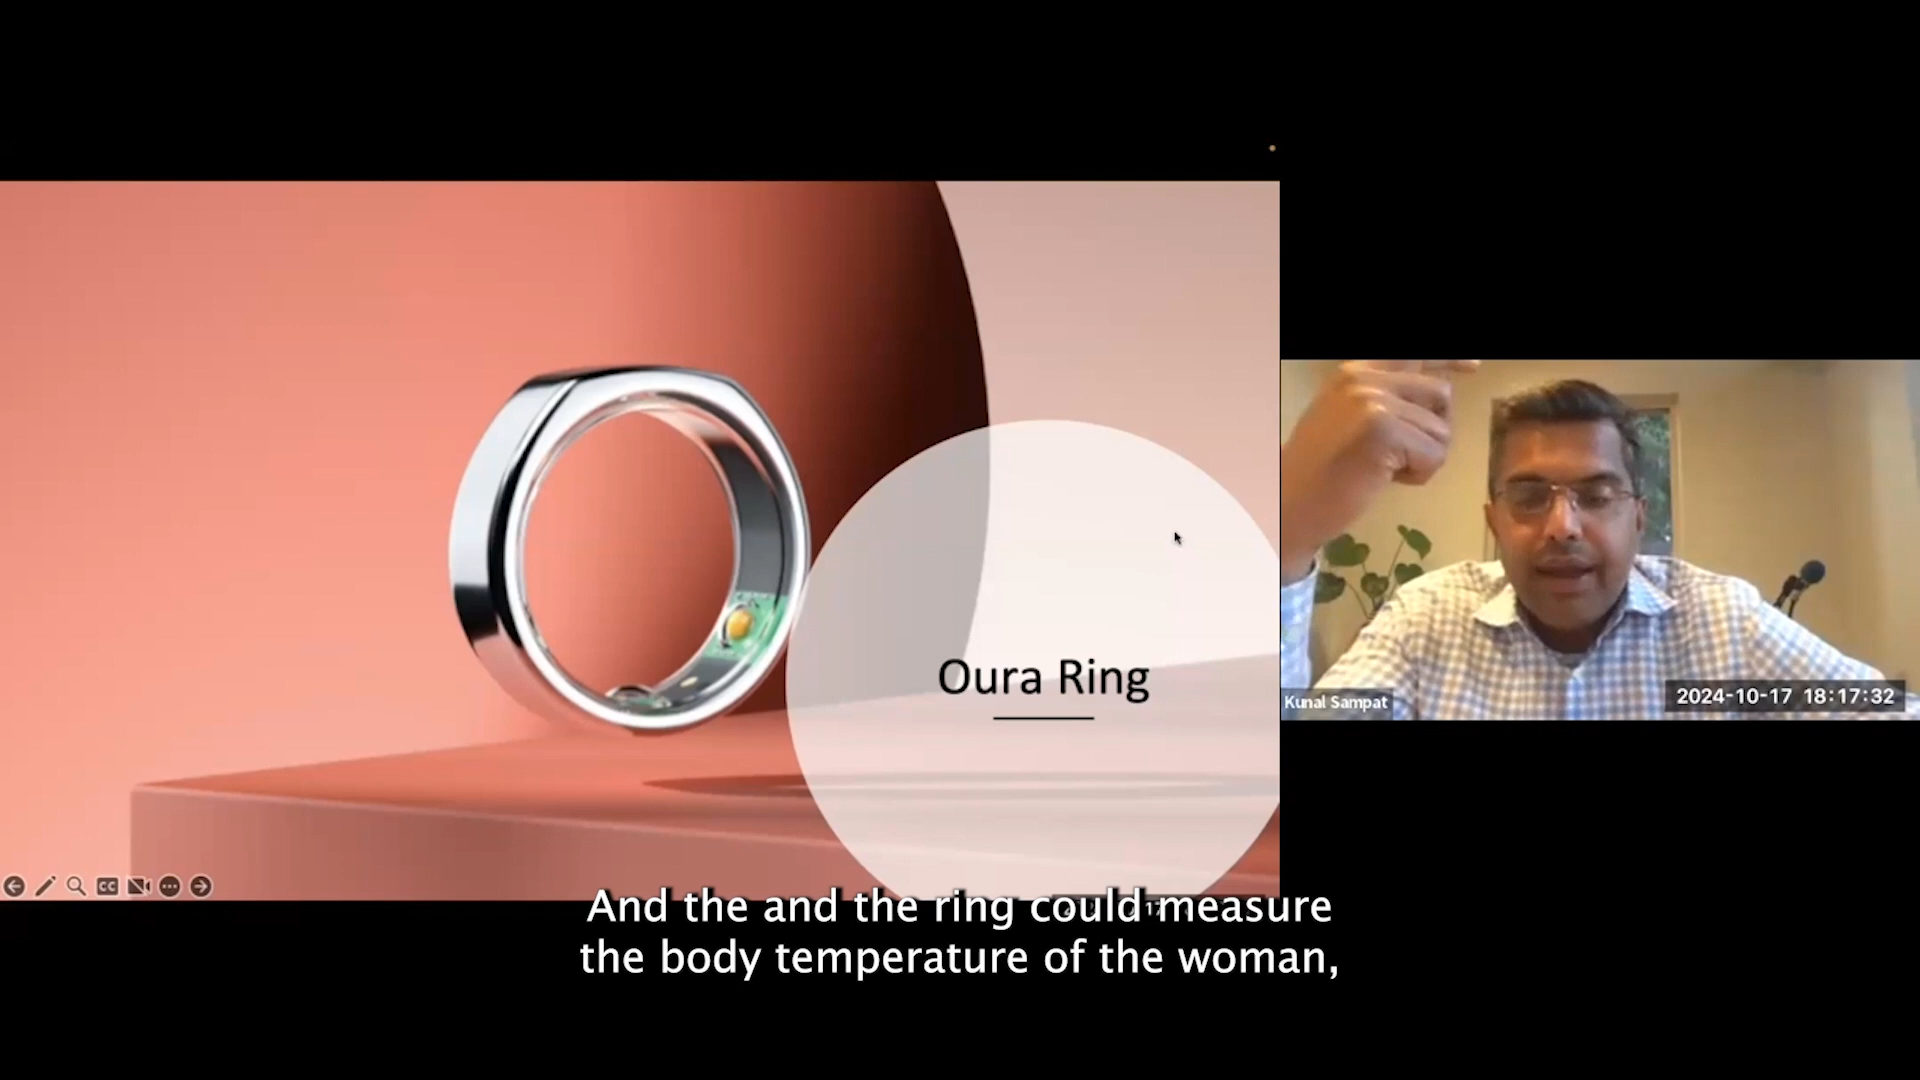 Oura Ring
Kunal Sampat
2024-10-17 18:17:32
CC
And the and the ring could measure
the body temperature of the woman,